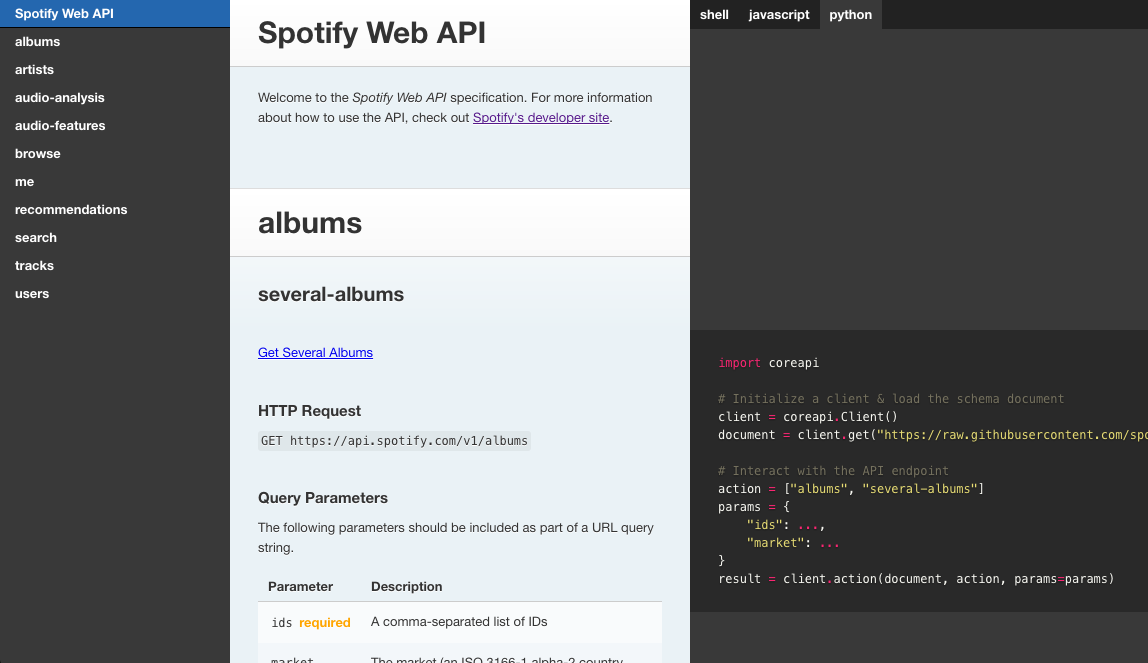 Spotify Web API
albums
artists
audio-analysis
audio-features
browse
me
recommendations
search
tracks
users
Spotify Web API
Welcome to the Spotify Web API specification. For more information
about how to use the API, check out Spotify's developer site.
albums
several-albums
Get Several Albums
HTTP Request
GET https://api.spotify.com/v1/albums
Query Parameters
The following parameters should be included as part of a URL query
string.
Parameter Description
ids required A comma-separated list of IDs
market The market (an ISO 3166-1 alpha-2 country
shell javascript python
import coreapi
# Initialize a client & load the schema document
client = coreapi.Client()
document = client.get("https://raw.githubusercontent.com/spo
# Interact with the API endpoint
action = ["albums", "several-albums"]
params = {
    "ids": ...,
    "market": ...
}
result = client.action(document, action, params=params)